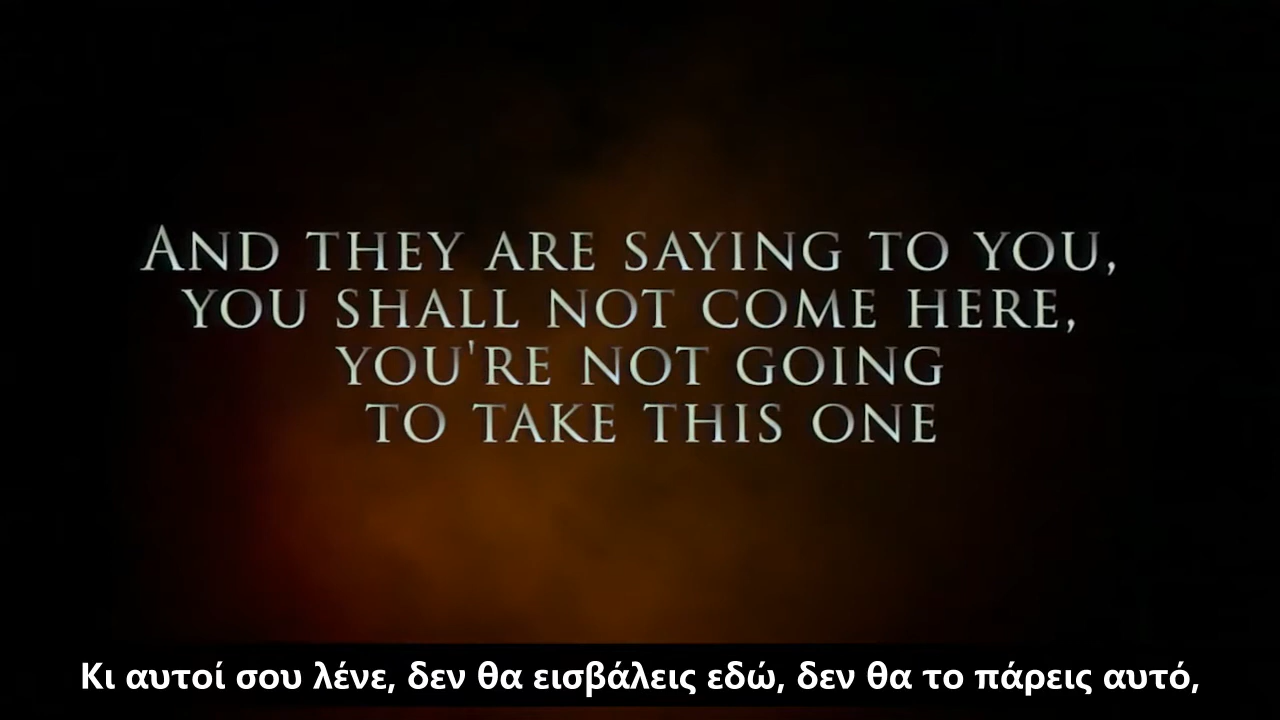 AND THEY ARE SAYING TO YOU,
YOU SHALL NOT COME HERE,
YOU'RE NOT GOING
TO TAKE THIS ONE
Κι αυτοί σου λένε, δεν θα εισβάλεις εδώ, δεν θα το πάρεις αυτό,